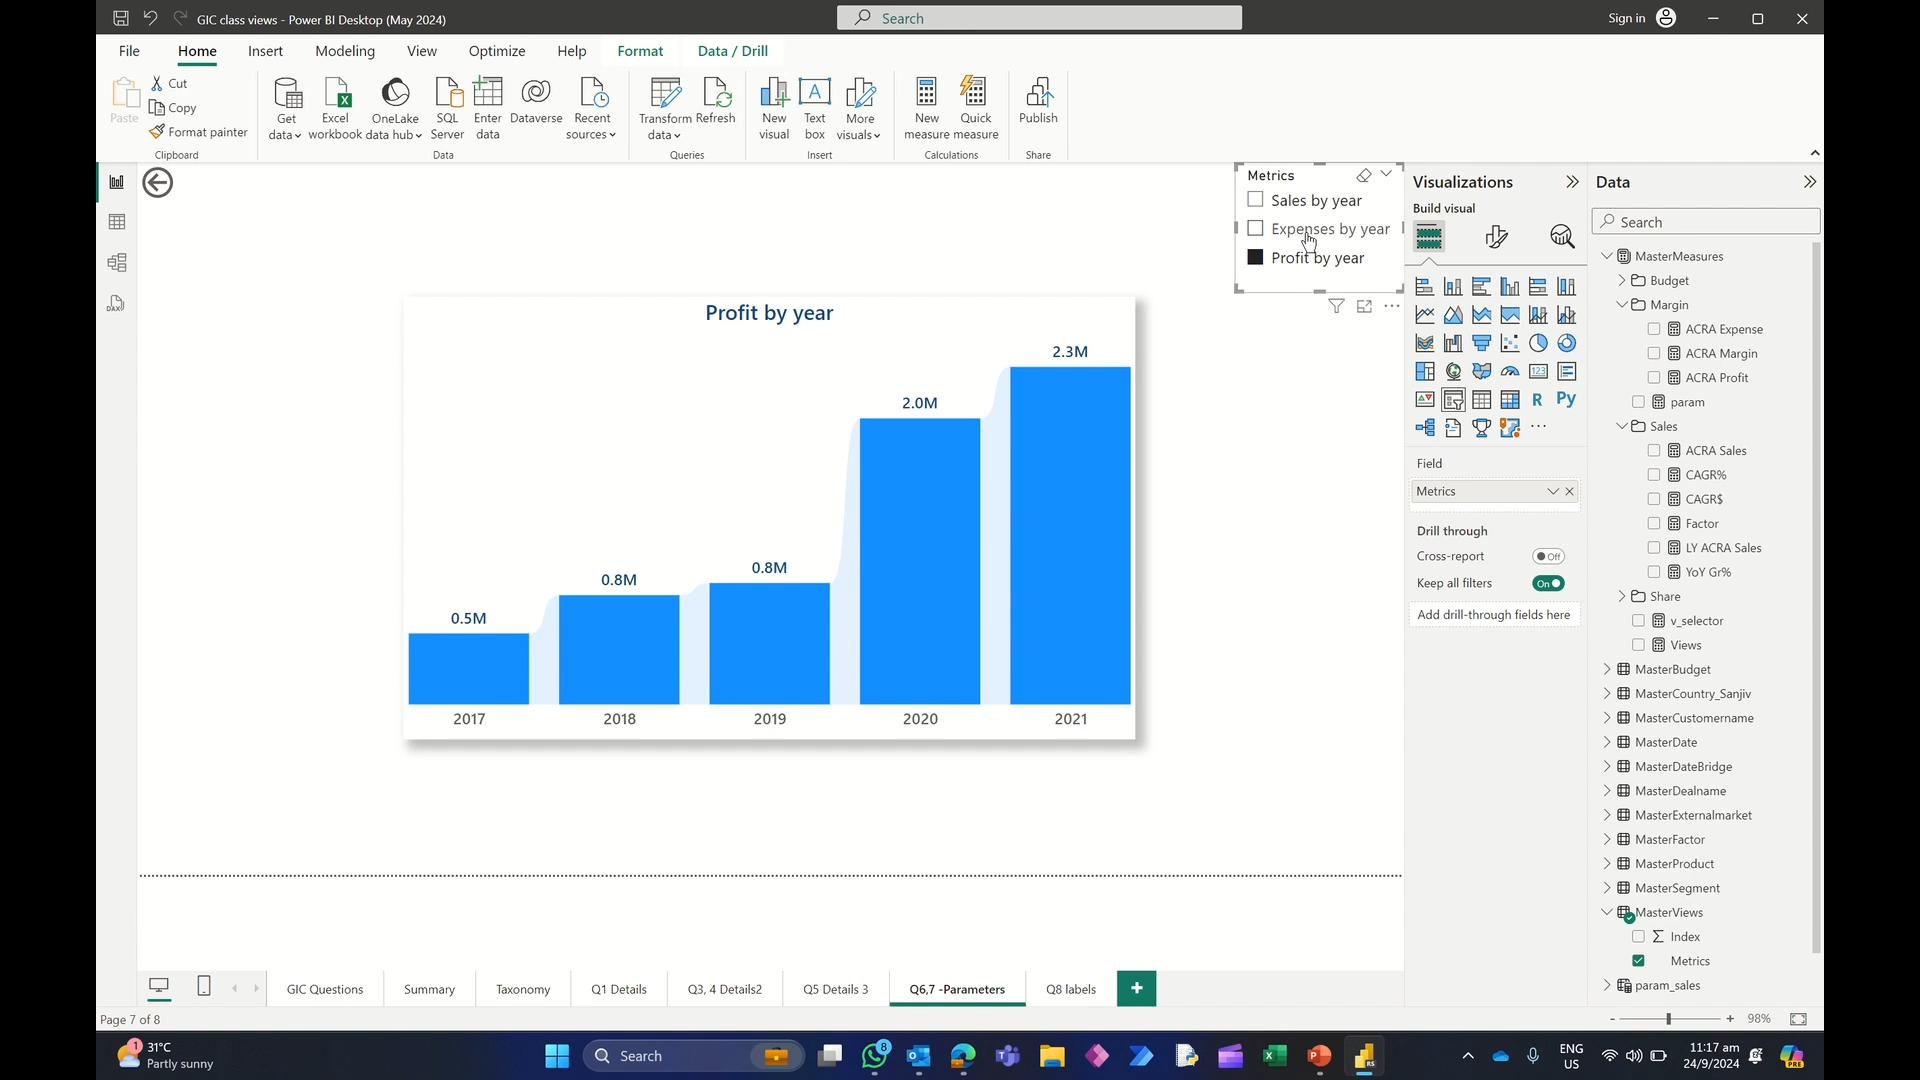 GIC class views - Power BI Desktop (May 2024)
Search
Sign in
File
Home
Insert
Modeling
View
Optimize
Help
Format
Data / Drill
Paste
Cut
Copy
Format painter
Clipboard
Get data
Excel workbook
OneLake data hub
SQL Server
Enter data
Dataverse
Recent sources
Data
Transform data
Refresh
Queries
New visual
Text box
More visuals
Insert
New measure
Quick measure
Calculations
Publish
Share
Metrics
Sales by year
Expenses by year
Profit by year
Profit by year
0.5M
0.8M
0.8M
2.0M
2.3M
2017
2018
2019
2020
2021
Visualizations
Build visual
123
R
Py
Field
Metrics
Drill through
Cross-report
Off
Keep all filters
On
Add drill-through fields here
Data
Search
MasterMeasures
Budget
Margin
ACRA Expense
ACRA Margin
ACRA Profit
param
Sales
ACRA Sales
CAGR%
CAGR$
Factor
LY ACRA Sales
YoY Gr%
Share
v_selector
Views
MasterBudget
MasterCountry_Sanjiv
MasterCustomername
MasterDate
MasterDateBridge
MasterDealname
MasterExternalmarket
MasterFactor
MasterProduct
MasterSegment
MasterViews
Index
Metrics
param_sales
GIC Questions
Summary
Taxonomy
Q1 Details
Q3, 4 Details2
Q5 Details 3
Q6,7 -Parameters
Q8 labels
+
Page 7 of 8
98%
1
31°C
Partly sunny
Search
8
ENG
US
11:17 am
24/9/2024
PRE